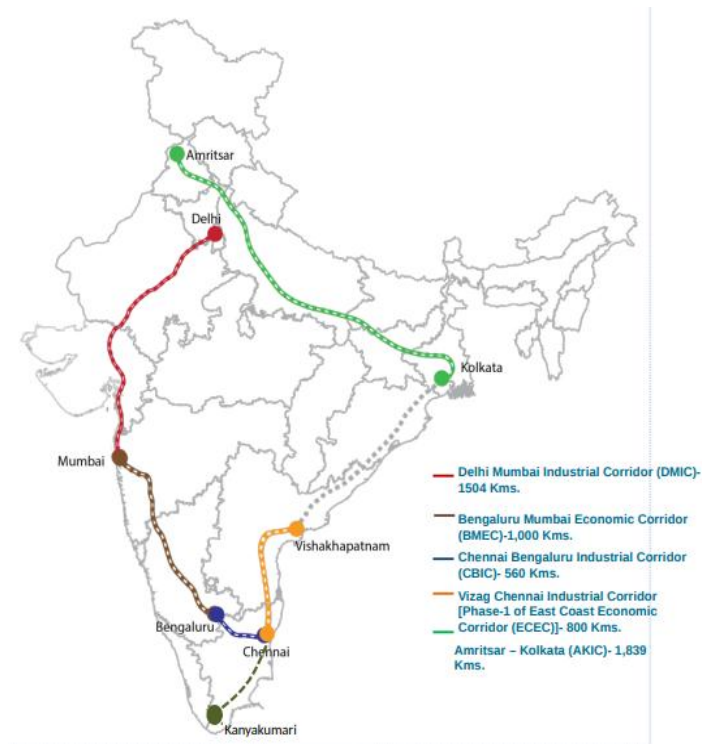 Amritsar
Delhi
Kolkata
Mumbai
Vishakhapatnam
Bengaluru
Chennai
Kanyakumari
Delhi Mumbai Industrial Corridor (DMIC)-
1504 Kms.
Bengaluru Mumbai Economic Corridor
(BMEC)-1,000 Kms.
Chennai Bengaluru Industrial Corridor
(CBIC)- 560 Kms.
Vizag Chennai Industrial Corridor
[Phase-1 of East Coast Economic
Corridor (ECEC)]- 800 Kms.
Amritsar – Kolkata (AKIC)- 1,839
Kms.